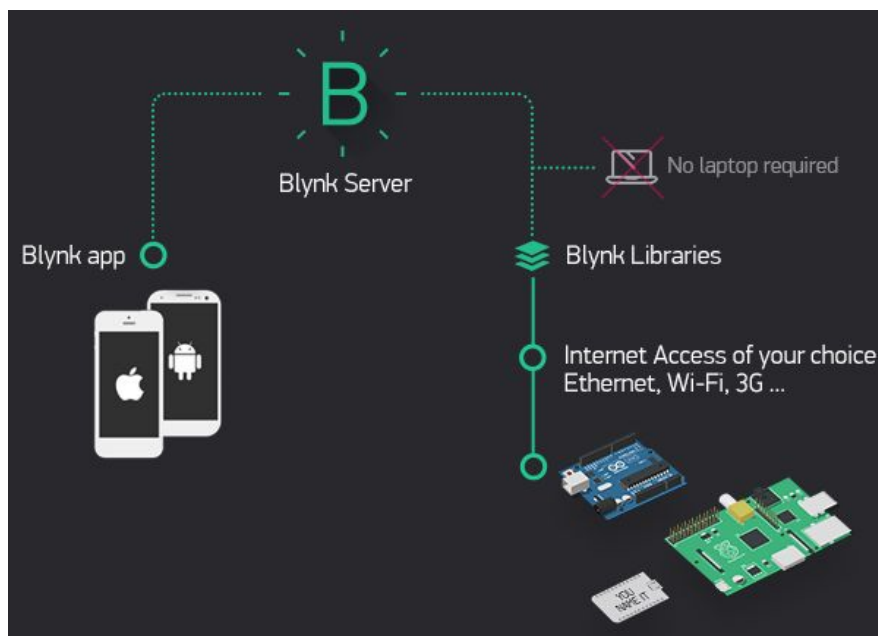 B
Blynk Server
No laptop required
Blynk app
Blynk Libraries
Internet Access of your choice
Ethernet, Wi-Fi, 3G ...
YOU
NAME IT